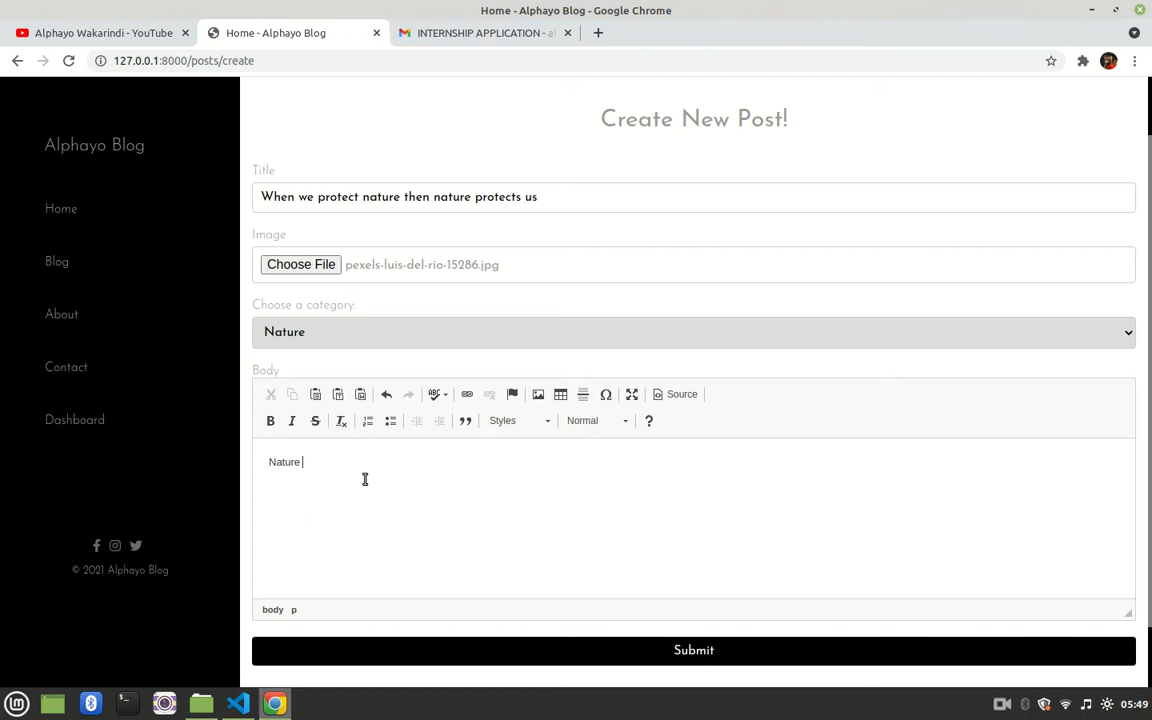 Home - Alphayo Blog - Google Chrome
Alphayo Wakarindi - YouTube
Home - Alphayo Blog
INTERNSHIP APPLICATION - al
127.0.0.1:8000/posts/create
Alphayo Blog
Home
Blog
About
Contact
Dashboard
© 2021 Alphayo Blog
Create New Post!
Title
When we protect nature then nature protects us
Image
Choose File pexels-luis-del-rio-15286.jpg
Choose a category:
Nature
Body
Source
Styles
Normal
Nature
body p
Submit
05:49